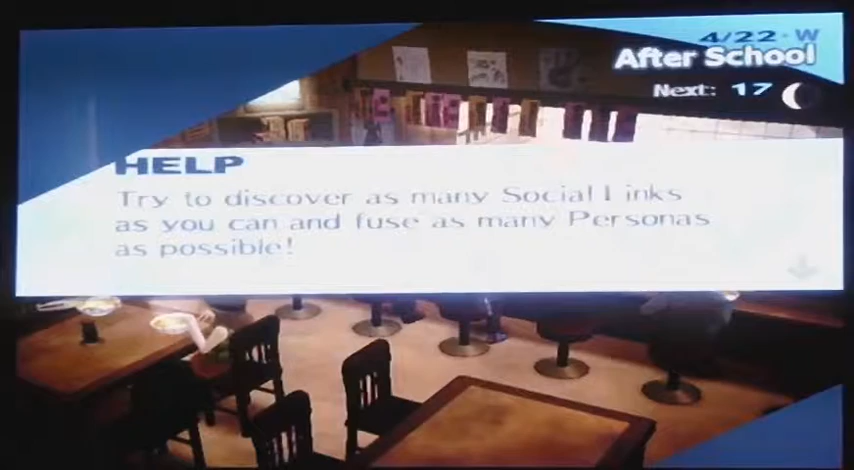 4/22 · W
After School
Next: 17
HELP
Try to discover as many Social Links
as you can and fuse as many Personas
as possible!